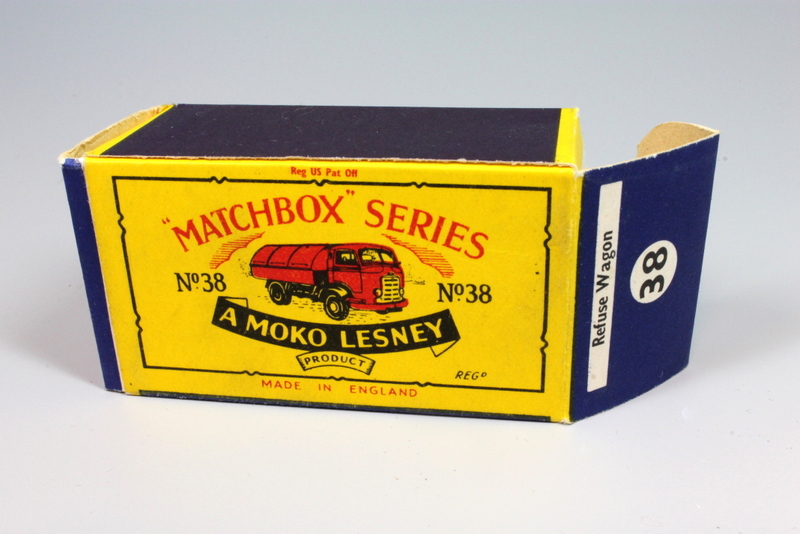 Reg US Pat Off
"MATCHBOX" SERIES
Nº38
Nº38
A MOKO LESNEY
PRODUCT
REGD
MADE IN ENGLAND
Refuse Wagon
38